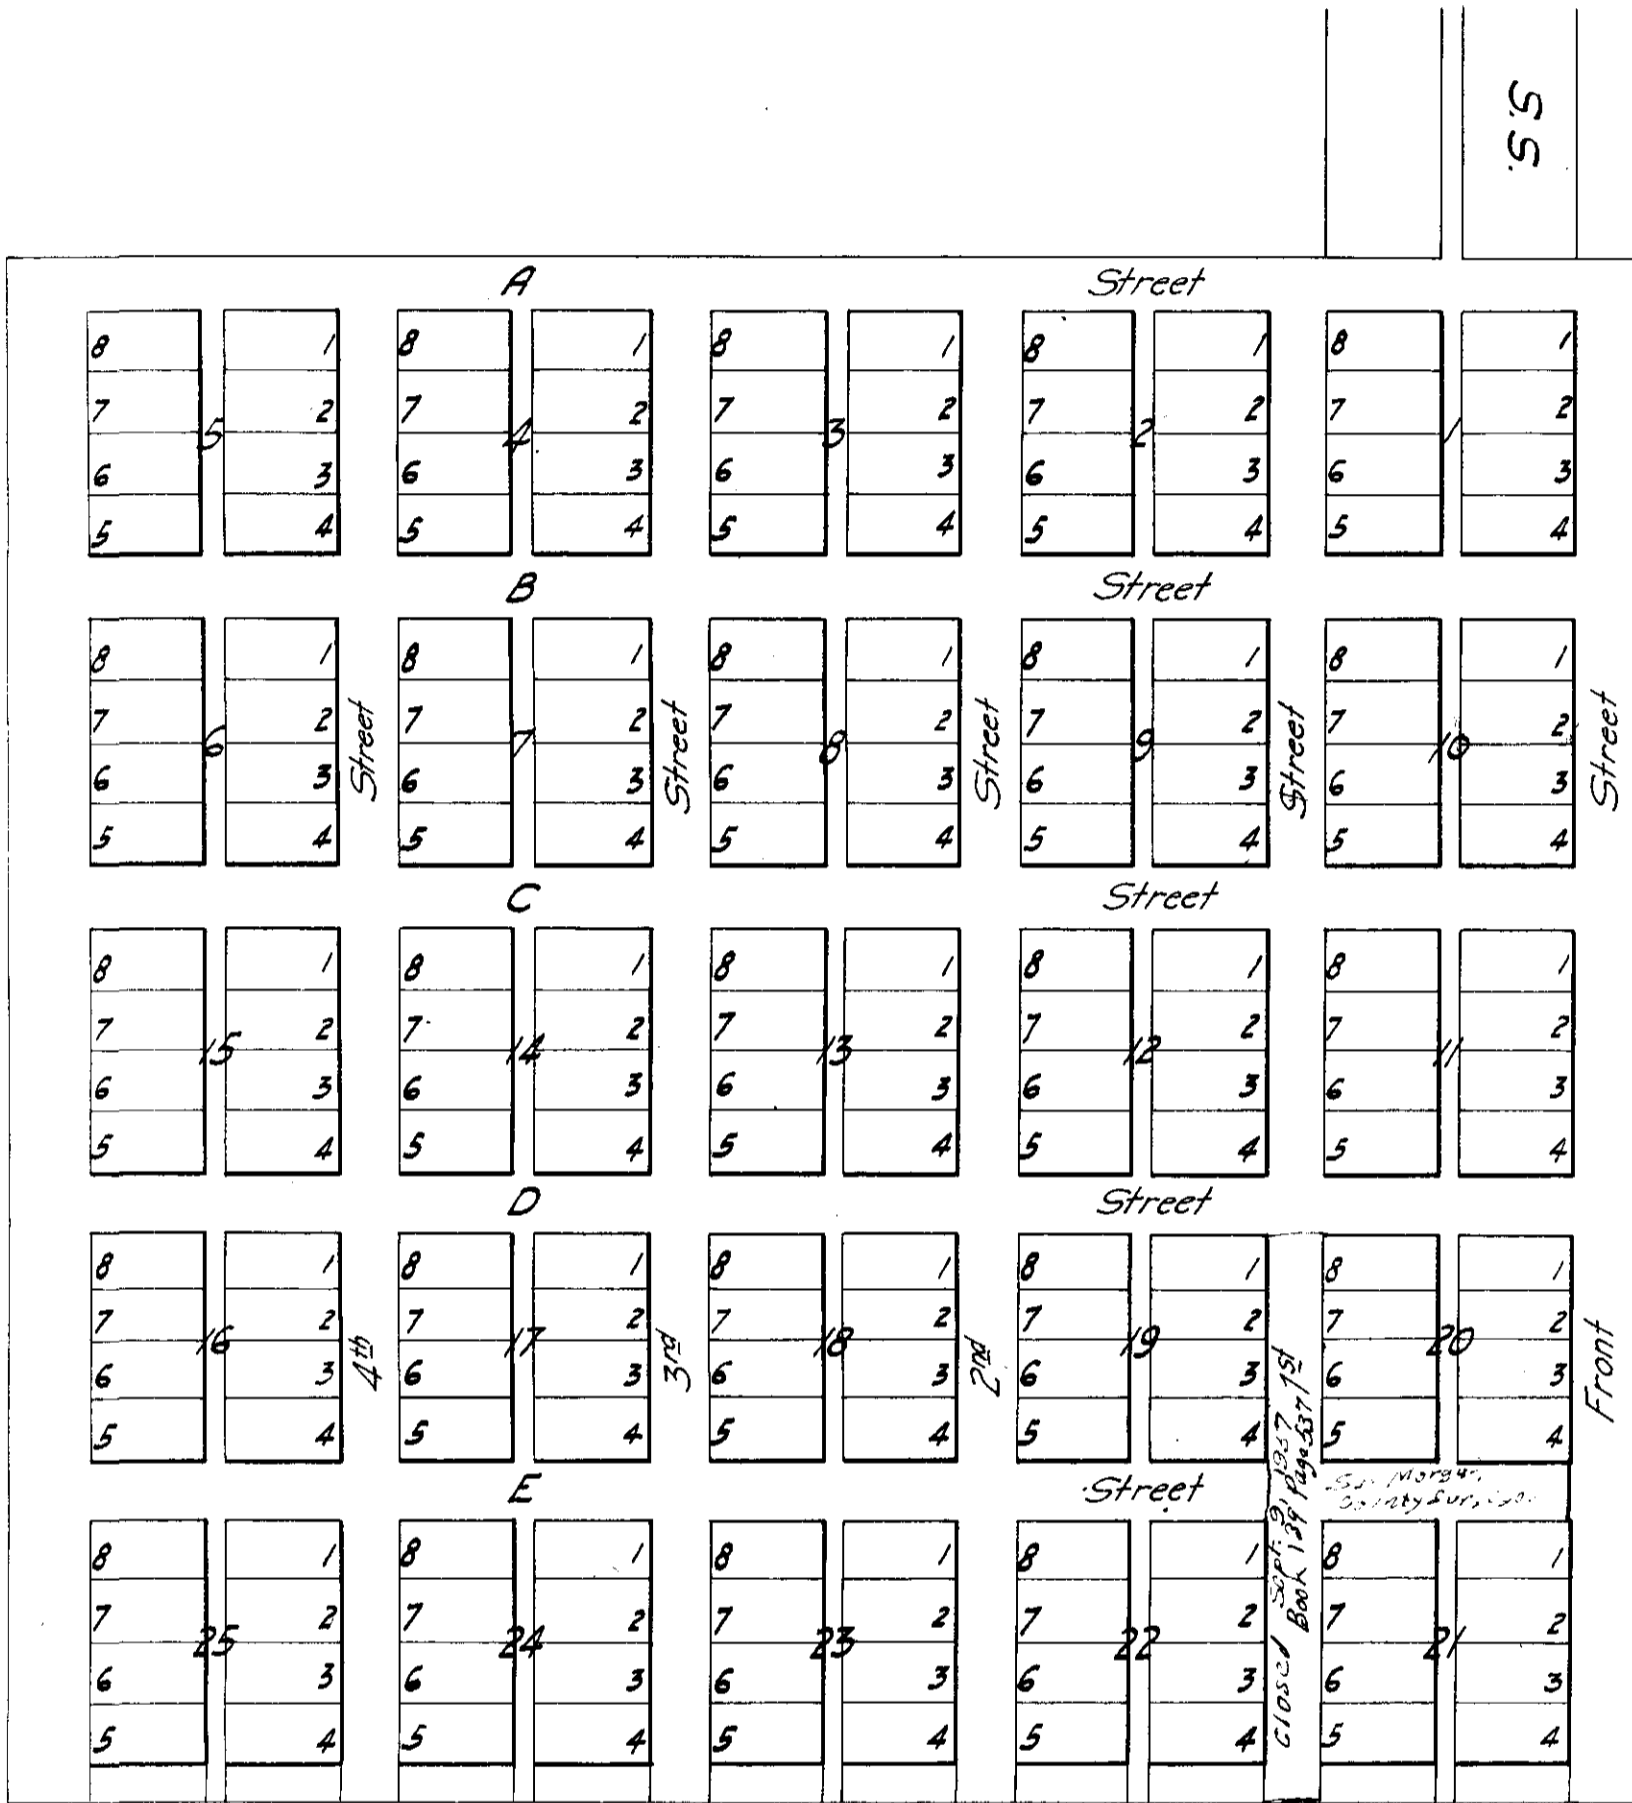 S.S.
A Street
8 1 8 1 8 1 8 1 8 1
7 2 7 2 7 2 7 2 7 2
5 4 3 2 1
6 3 6 3 6 3 6 3 6 3
5 4 5 4 5 4 5 4 5 4
B Street
8 1 8 1 8 1 8 1 8 1
7 2 7 2 7 2 7 2 7 2
6 7 8 9 10
6 3 6 3 6 3 6 3 6 3
5 4 5 4 5 4 5 4 5 4
Street Street Street Street Street
C Street
8 1 8 1 8 1 8 1 8 1
7 2 7 2 7 2 7 2 7 2
15 14 13 12 11
6 3 6 3 6 3 6 3 6 3
5 4 5 4 5 4 5 4 5 4
D Street
8 1 8 1 8 1 8 1 8 1
7 2 7 2 7 2 7 2 7 2
16 17 18 19 20
6 3 6 3 6 3 6 3 6 3
5 4 5 4 5 4 5 4 5 4
4th 3rd 2nd 1st Front
E Street
Closed Sept. 9, 1957
Book 139 Page 537
Morgan
County Sur,
8 1 8 1 8 1 8 1 8 1
7 2 7 2 7 2 7 2 7 2
25 24 23 22 21
6 3 6 3 6 3 6 3 6 3
5 4 5 4 5 4 5 4 5 4